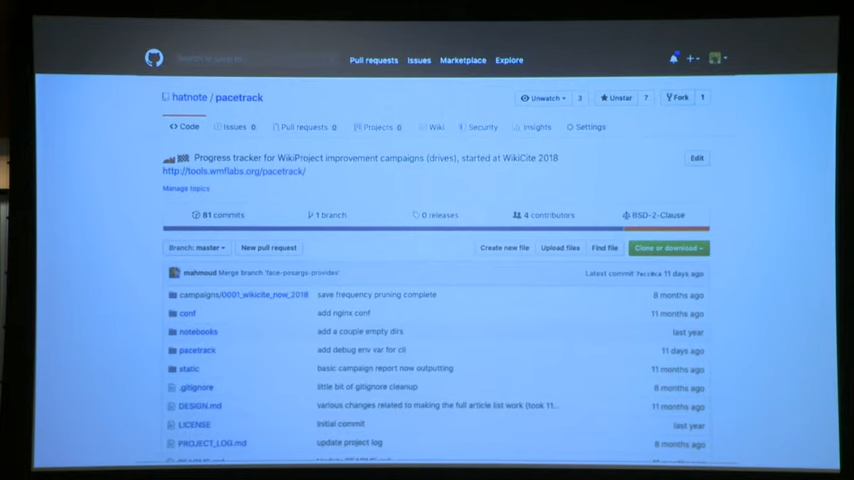 Pull requests Issues Marketplace Explore
hatnote / pacetrack Unwatch 3 Unstar 7 Fork 1
Code Issues 0 Pull requests 0 Projects 0 Wiki Security Insights Settings
Progress tracker for WikiProject improvement campaigns (drives), started at WikiCite 2018 Edit
http://tools.wmflabs.org/pacetrack/
Manage topics
81 commits 1 branch 0 releases 4 contributors BSD-2-Clause
Branch: master New pull request Create new file Upload files Find file Clone or download
mahmoud Merge branch Latest commit 11 days ago
campaigns/0001_wikicite_now_2018 save frequency pruning complete 8 months ago
conf add nginx conf 11 months ago
notebooks add a couple empty dirs last year
pacetrack add debug env var for cli 11 days ago
static basic campaign report now outputting 11 months ago
.gitignore little bit of gitignore cleanup 8 months ago
DESIGN.md various changes related to making the full article list work (took 11... 11 months ago
LICENSE Initial commit last year
PROJECT_LOG.md update project log 8 months ago